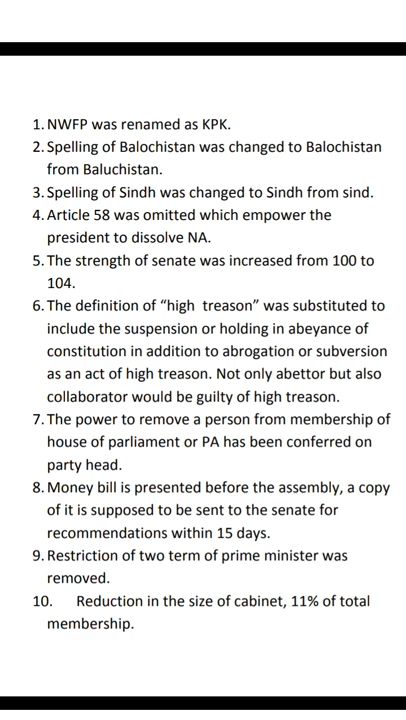 1. NWFP was renamed as KPK.
2. Spelling of Balochistan was changed to Balochistan
from Baluchistan.
3. Spelling of Sindh was changed to Sindh from sind.
4. Article 58 was omitted which empower the
president to dissolve NA.
5. The strength of senate was increased from 100 to
104.
6. The definition of “high treason” was substituted to
include the suspension or holding in abeyance of
constitution in addition to abrogation or subversion
as an act of high treason. Not only abettor but also
collaborator would be guilty of high treason.
7. The power to remove a person from membership of
house of parliament or PA has been conferred on
party head.
8. Money bill is presented before the assembly, a copy
of it is supposed to be sent to the senate for
recommendations within 15 days.
9. Restriction of two term of prime minister was
removed.
10. Reduction in the size of cabinet, 11% of total
membership.